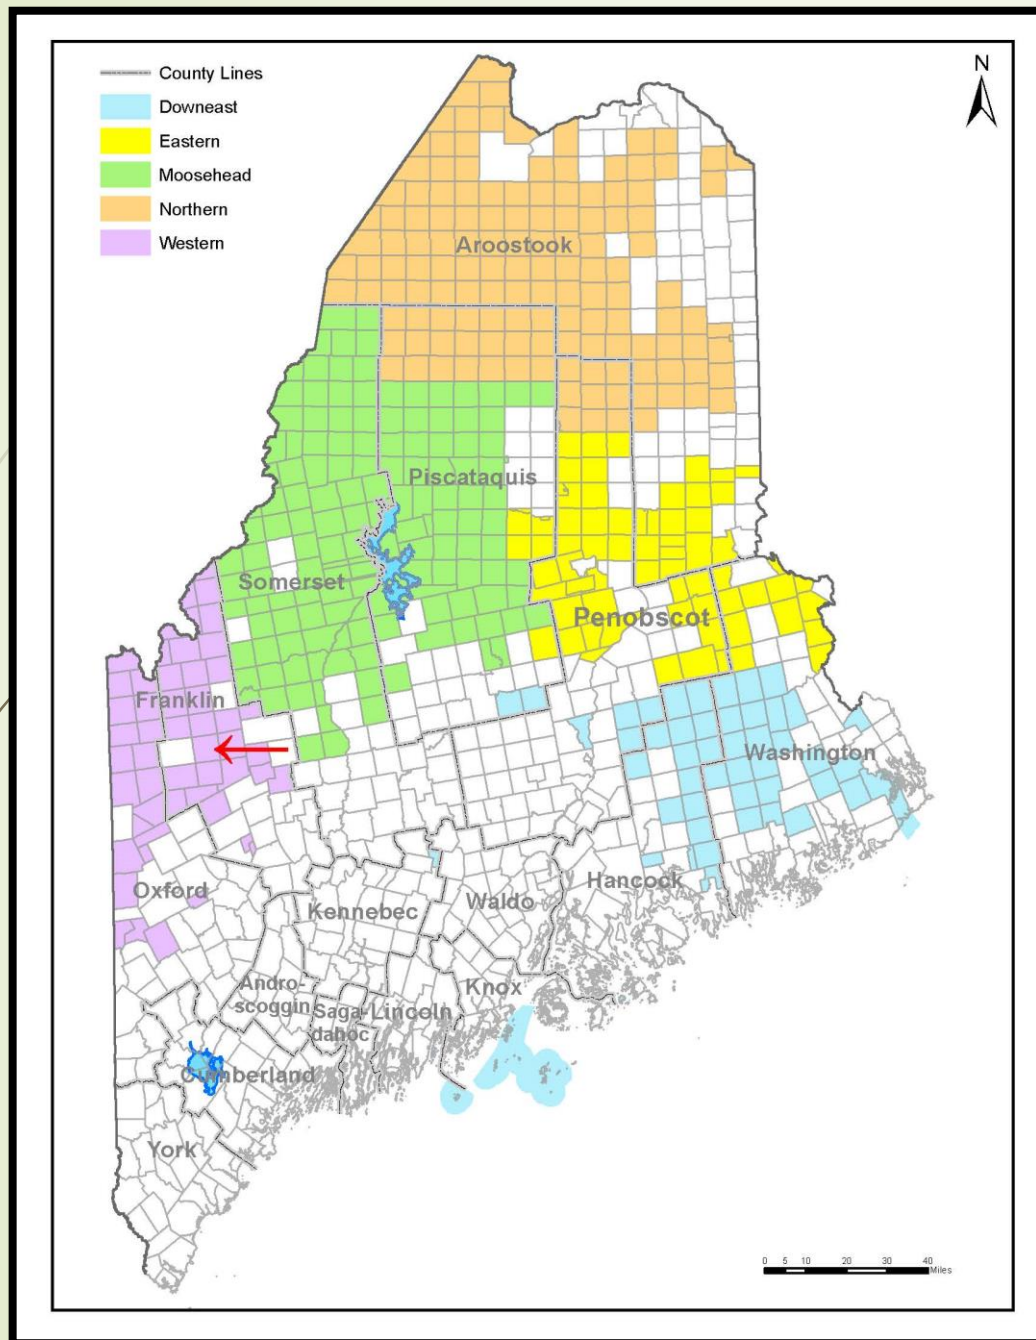 N
County Lines
Downeast
Eastern
Moosehead
Northern
Western
Aroostook
Piscataquis
Somerset
Penobscot
Franklin
Washington
Oxford
Hancock
Kennebec
Waldo
Andro-
scoggin
Knox
Saga-
dahoc
Lincoln
Cumberland
York
0 5 10 20 30 40
Miles